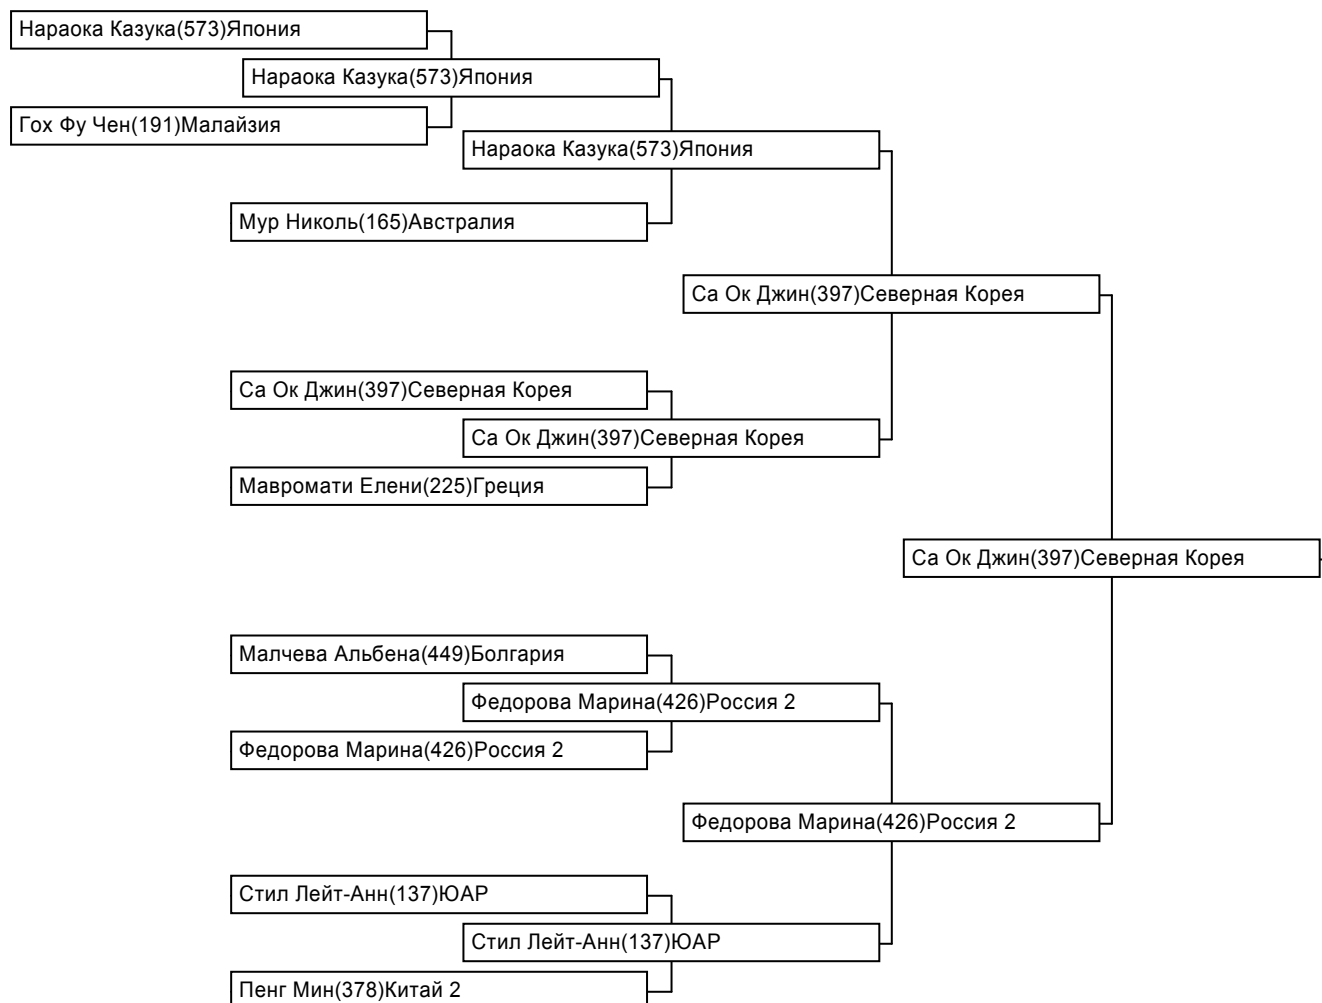 Нараока Казука(573)Япония
Нараока Казука(573)Япония
Гох Фу Чен(191)Малайзия
Нараока Казука(573)Япония
Мур Николь(165)Австралия
Са Ок Джин(397)Северная Корея
Са Ок Джин(397)Северная Корея
Са Ок Джин(397)Северная Корея
Мавромати Елени(225)Греция
Са Ок Джин(397)Северная Корея
Малчева Альбена(449)Болгария
Федорова Марина(426)Россия 2
Федорова Марина(426)Россия 2
Федорова Марина(426)Россия 2
Стил Лейт-Анн(137)ЮАР
Стил Лейт-Анн(137)ЮАР
Пенг Мин(378)Китай 2